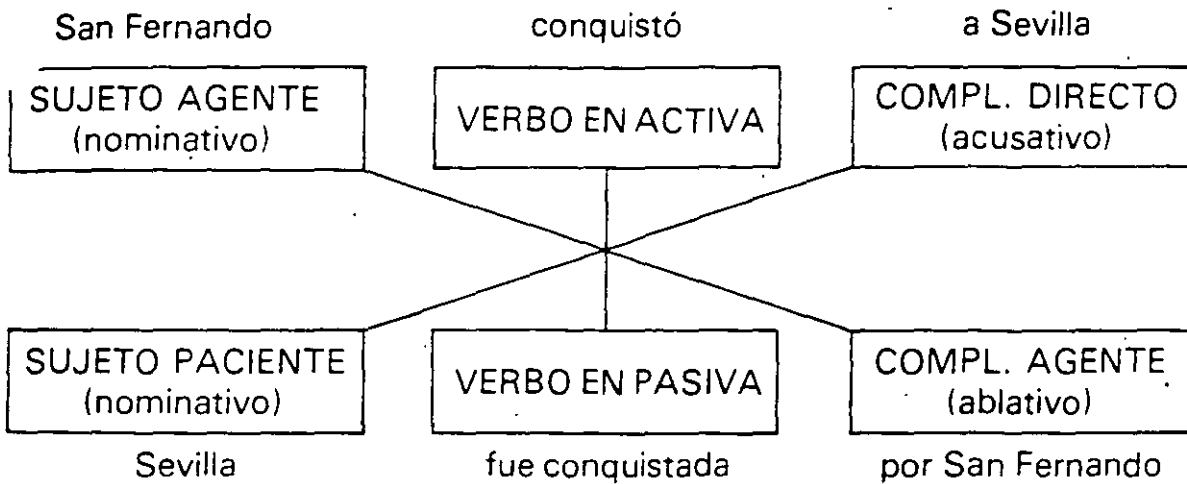 San Fernando conquistó a Sevilla
SUJETO AGENTE VERBO EN ACTIVA COMPL. DIRECTO
(nominativo) (acusativo)
SUJETO PACIENTE VERBO EN PASIVA COMPL. AGENTE
(nominativo) (ablativo)
Sevilla fue conquistada por San Fernando